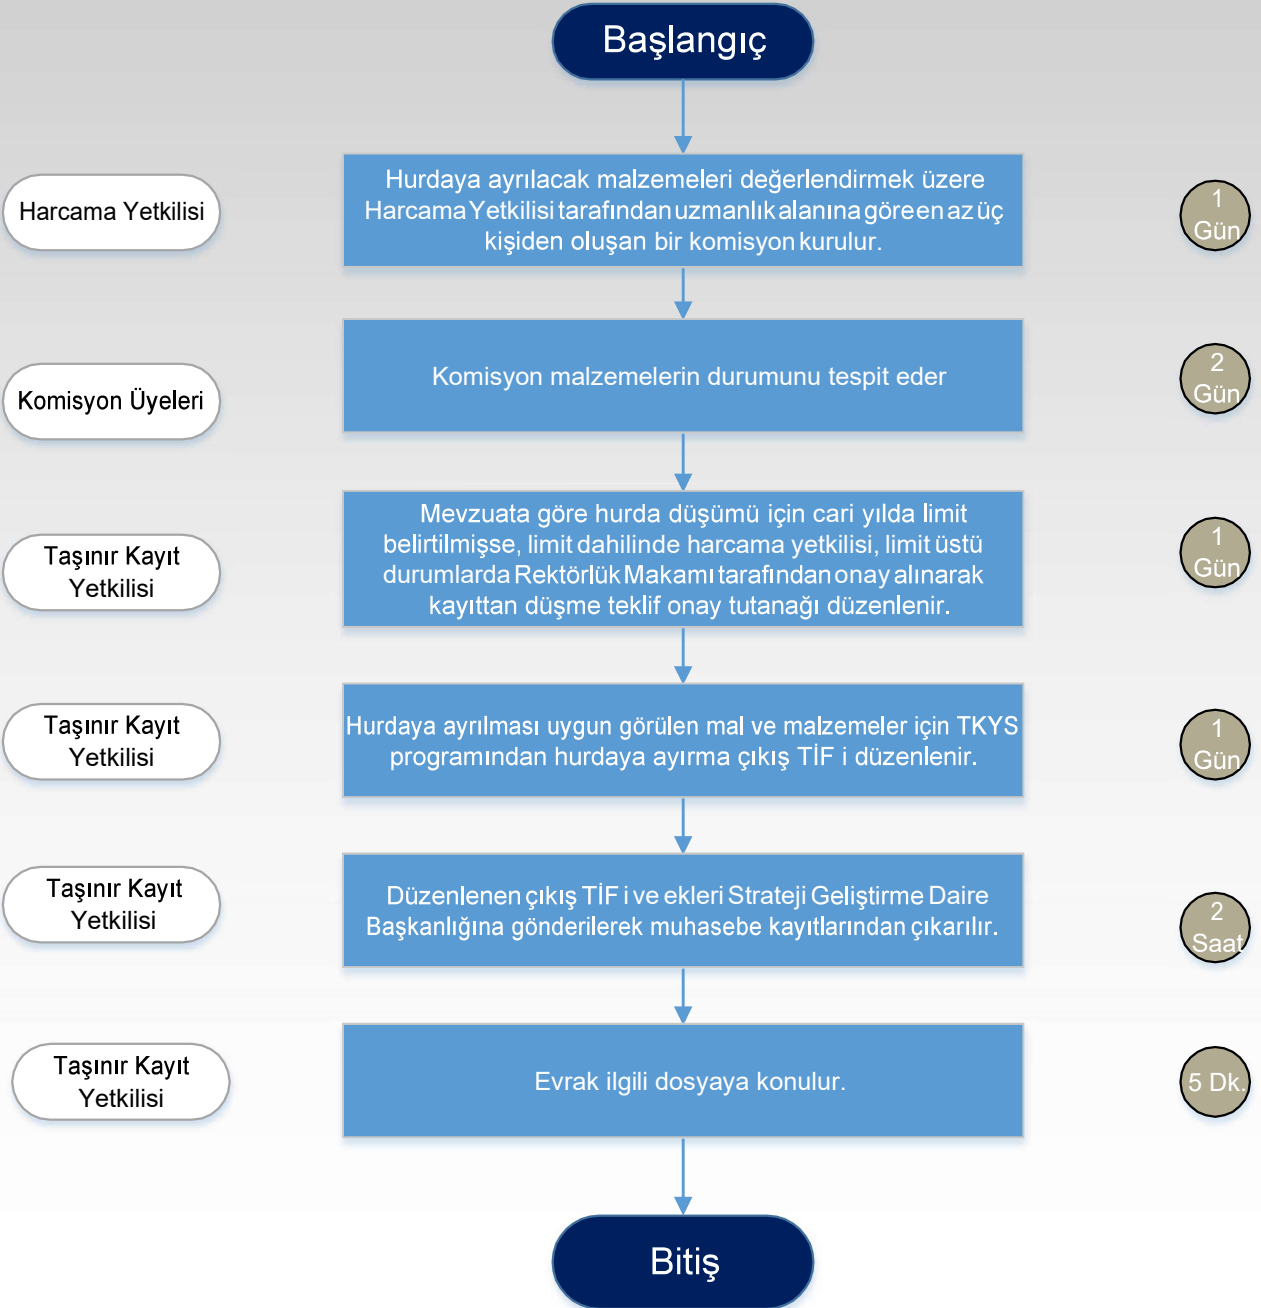 Başlangıç
Harcama Yetkilisi
Hurdaya ayrılacak malzemeleri değerlendirmek üzere
Harcama Yetkilisi tarafından uzmanlık alanına göre en az üç
kişiden oluşan bir komisyon kurulur.
1
Gün
Komisyon Üyeleri
Komisyon malzemelerin durumunu tespit eder
2
Gün
Taşınır Kayıt
Yetkilisi
Mevzuata göre hurda düşümü için cari yılda limit
belirtilmişse, limit dahilinde harcama yetkilisi, limit üstü
durumlarda Rektörlük Makamı tarafından onay alınarak
kayıttan düşme teklif onay tutanağı düzenlenir.
1
Gün
Taşınır Kayıt
Yetkilisi
Hurdaya ayrılması uygun görülen mal ve malzemeler için TKYS
programından hurdaya ayırma çıkış TİF i düzenlenir.
1
Gün
Taşınır Kayıt
Yetkilisi
Düzenlenen çıkış TİF i ve ekleri Strateji Geliştirme Daire
Başkanlığına gönderilerek muhasebe kayıtlarından çıkarılır.
2
Saat
Taşınır Kayıt
Yetkilisi
Evrak ilgili dosyaya konulur.
5 Dk.
Bitiş